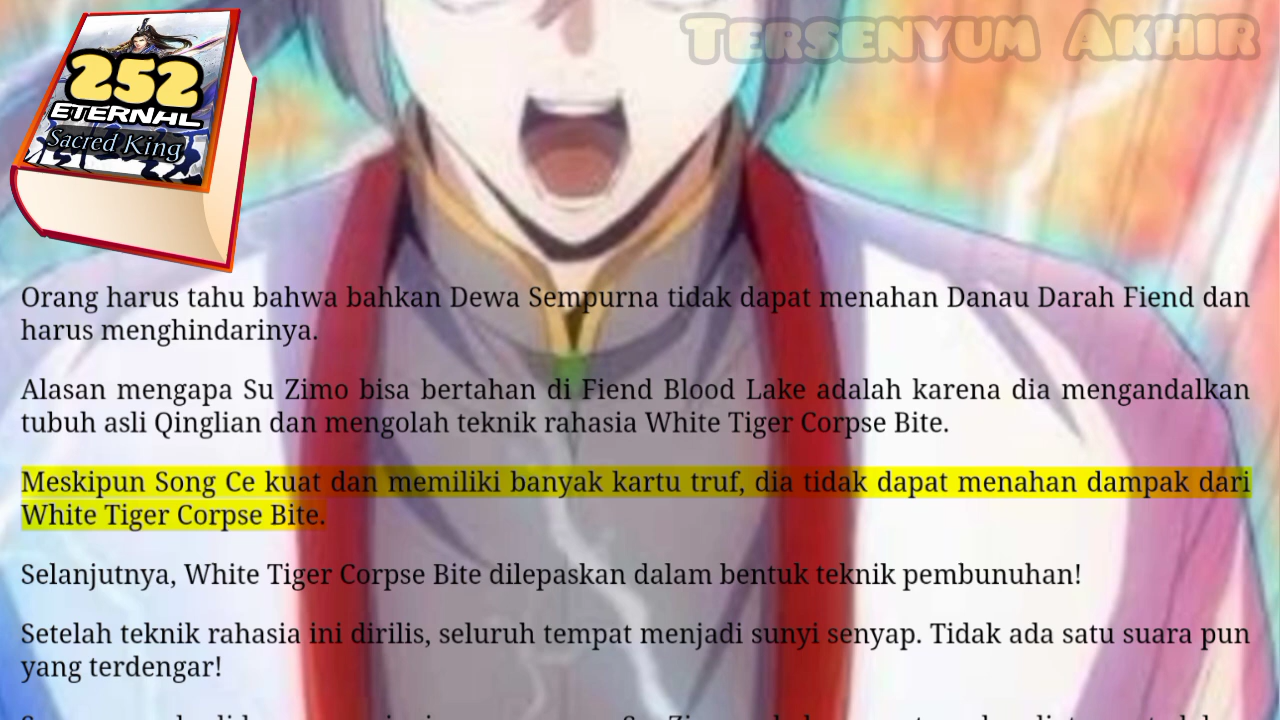 TERSENYUM AKHIR
252
ETERNAL
Sacred King
Orang harus tahu bahwa bahkan Dewa Sempurna tidak dapat menahan Danau Darah Fiend dan
harus menghindarinya.
Alasan mengapa Su Zimo bisa bertahan di Fiend Blood Lake adalah karena dia mengandalkan
tubuh asli Qinglian dan mengolah teknik rahasia White Tiger Corpse Bite.
Meskipun Song Ce kuat dan memiliki banyak kartu truf, dia tidak dapat menahan dampak dari
White Tiger Corpse Bite.
Selanjutnya, White Tiger Corpse Bite dilepaskan dalam bentuk teknik pembunuhan!
Setelah teknik rahasia ini dirilis, seluruh tempat menjadi sunyi senyap. Tidak ada satu suara pun
yang terdengar!